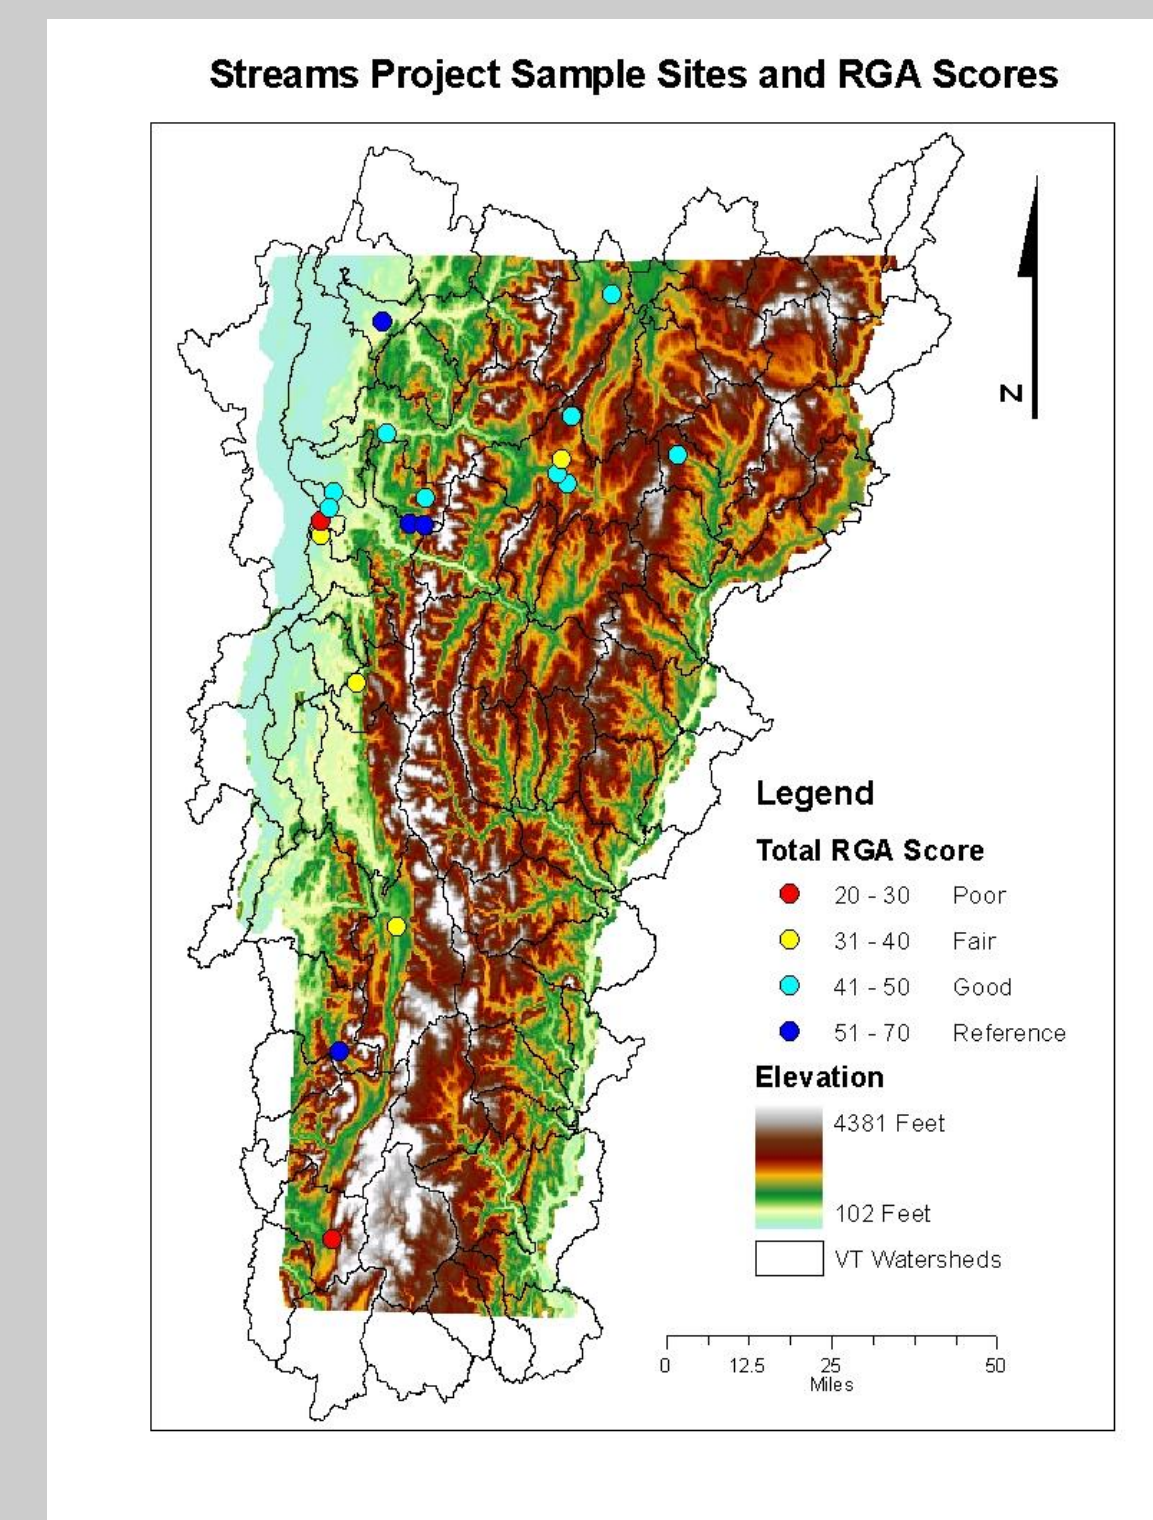 Streams Project Sample Sites and RGA Scores
N
Legend
Total RGA Score
20 - 30 Poor
31 - 40 Fair
41 - 50 Good
51 - 70 Reference
Elevation
4381 Feet
102 Feet
VT Watersheds
0 12.5 25 50
Miles